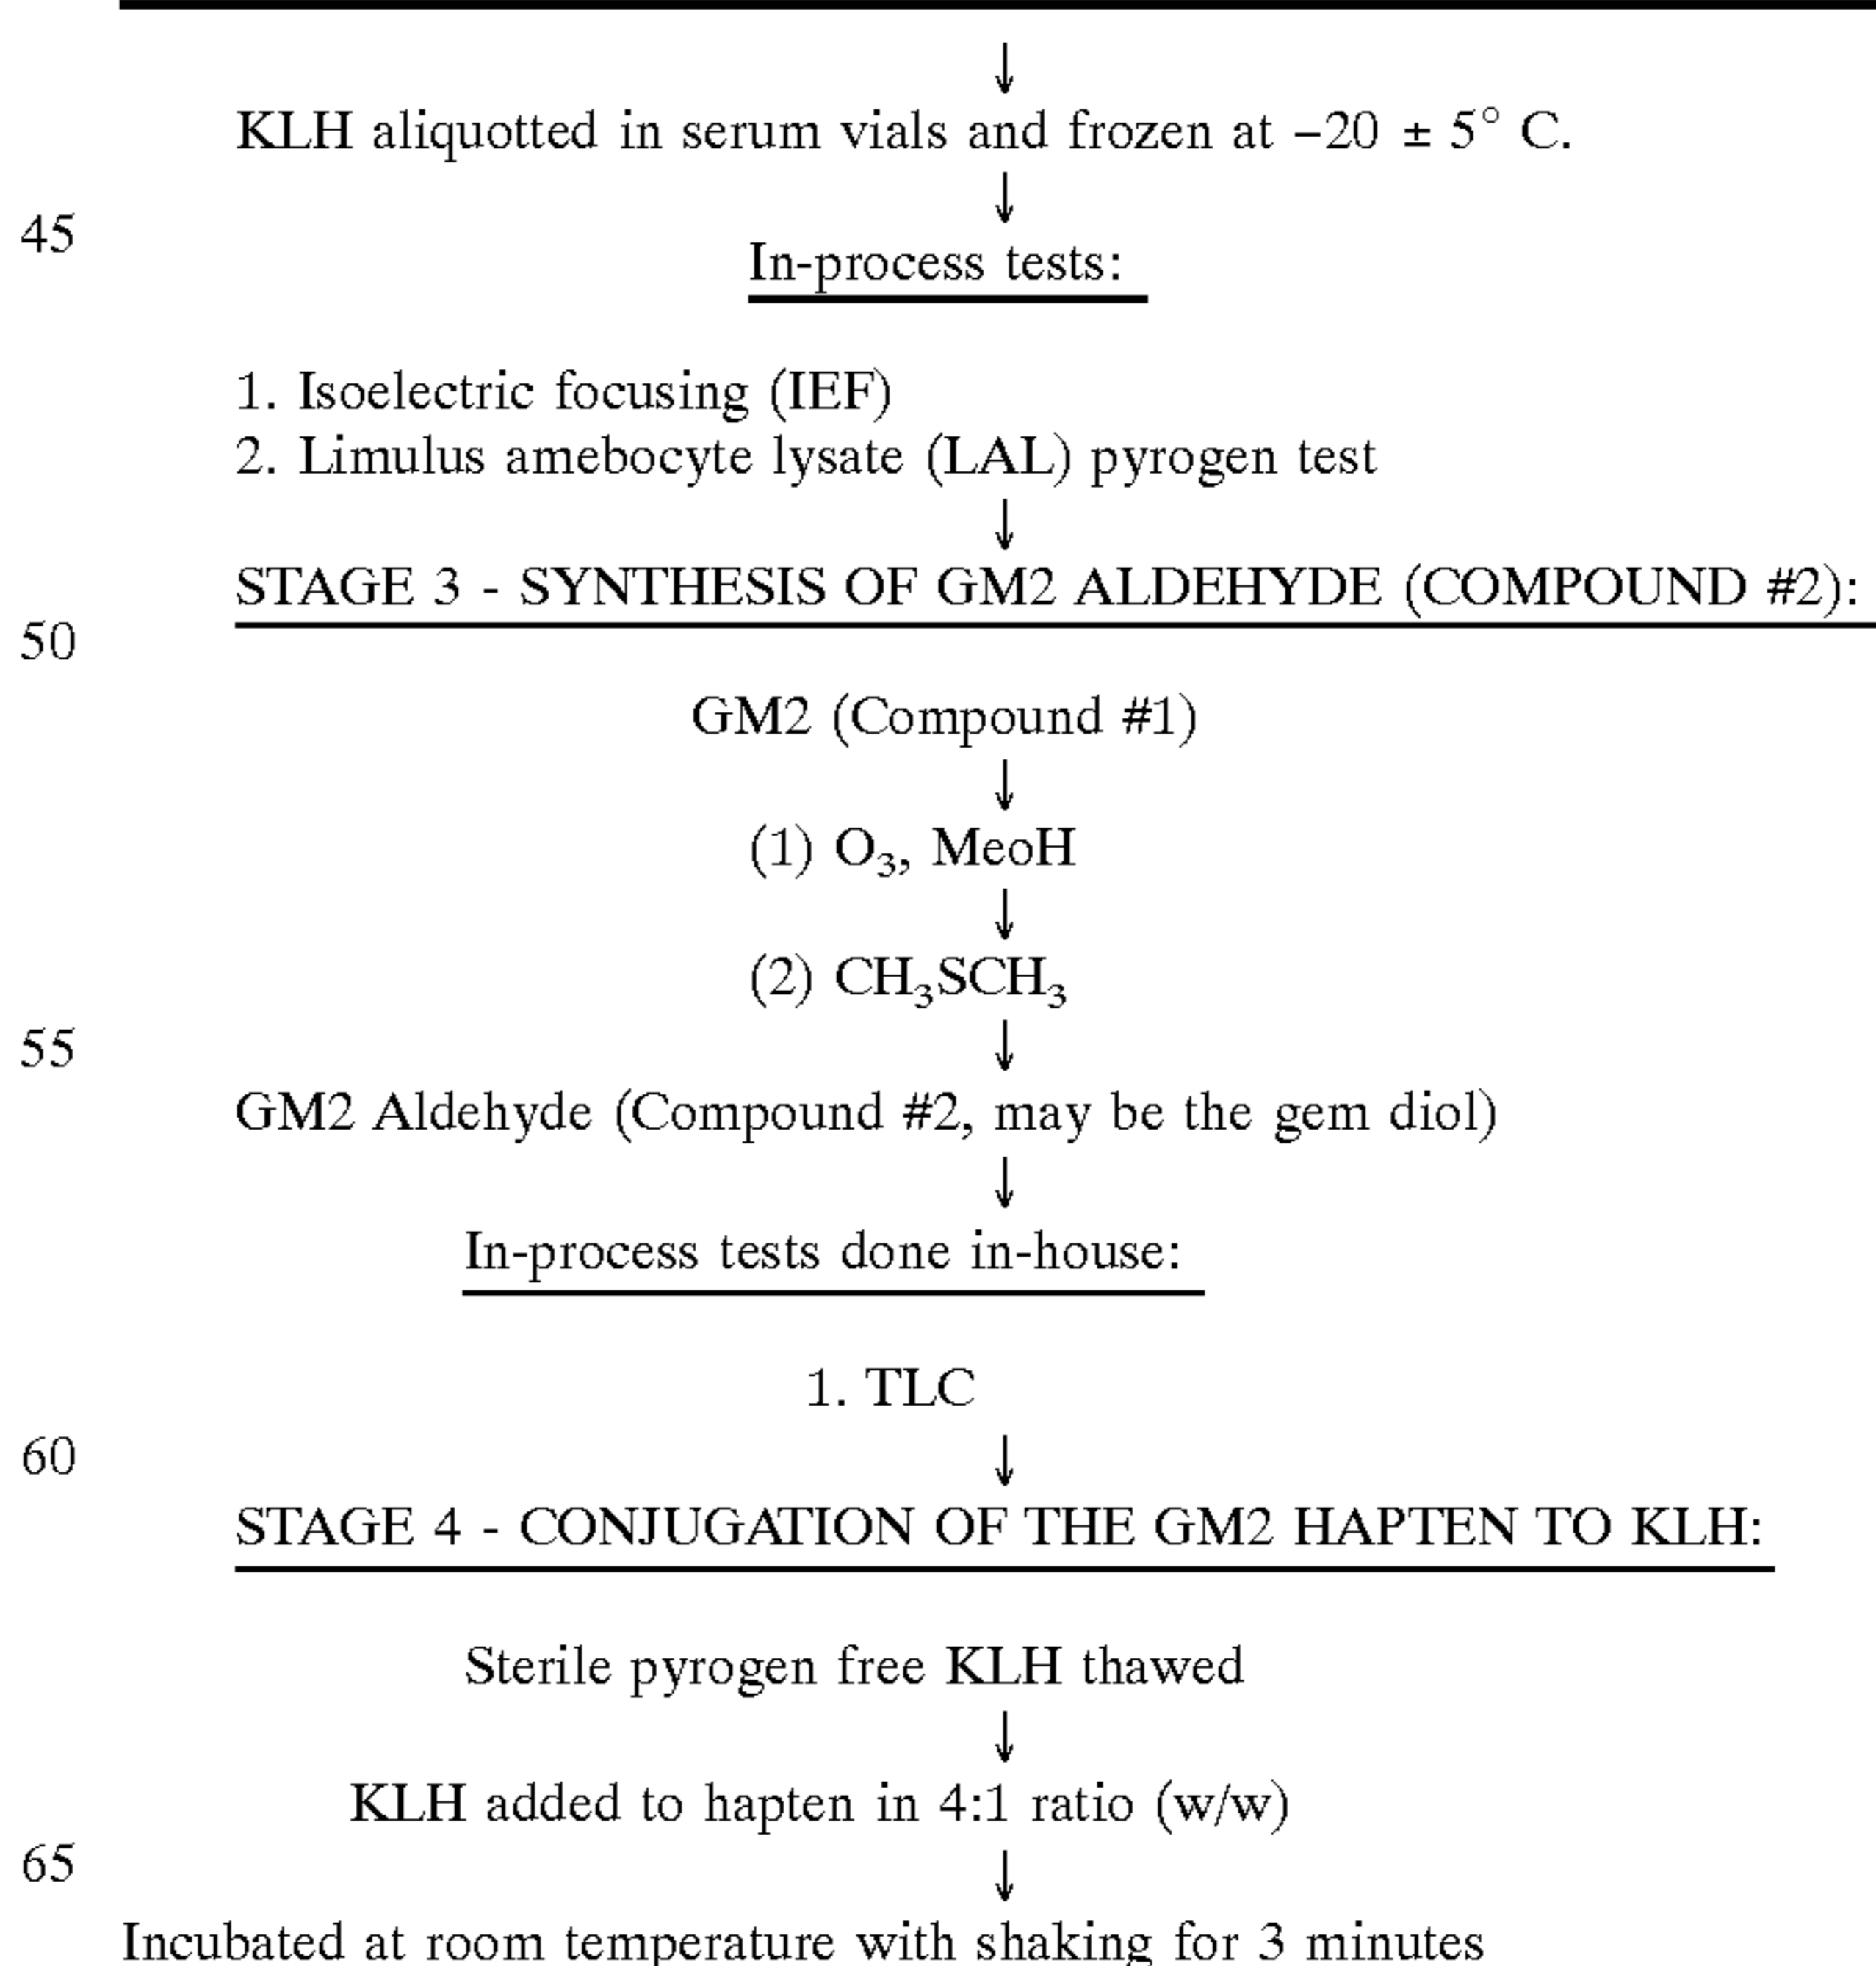 ↓
KLH aliquotted in serum vials and frozen at −20 ± 5° C.
↓
45
In-process tests:
1. Isoelectric focusing (IEF)
2. Limulus amebocyte lysate (LAL) pyrogen test
↓
STAGE 3 - SYNTHESIS OF GM2 ALDEHYDE (COMPOUND #2):
50
GM2 (Compound #1)
↓
(1) O₃, MeoH
↓
(2) CH₃SCH₃
↓
55
GM2 Aldehyde (Compound #2, may be the gem diol)
↓
In-process tests done in-house:
1. TLC
↓
60
STAGE 4 - CONJUGATION OF THE GM2 HAPTEN TO KLH:
Sterile pyrogen free KLH thawed
↓
KLH added to hapten in 4:1 ratio (w/w)
↓
65
Incubated at room temperature with shaking for 3 minutes